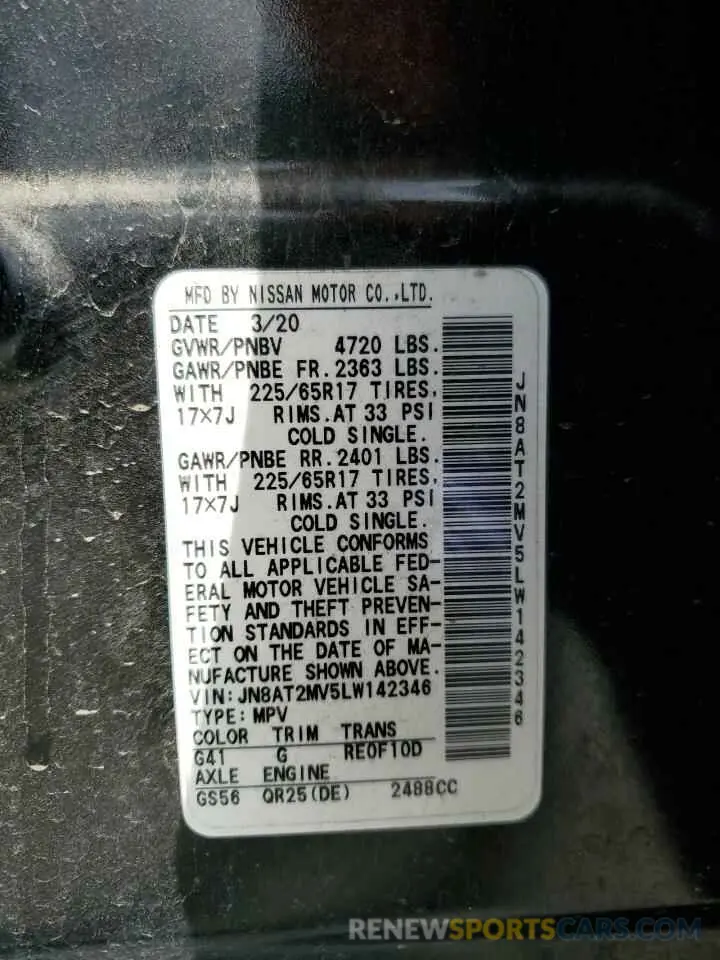 MFD BY NISSAN MOTOR CO.,LTD.
DATE 3/20
GVWR/PNBV 4720 LBS.
GAWR/PNBE FR. 2363 LBS.
WITH 225/65R17 TIRES,
17×7J RIMS. AT 33 PSI
COLD SINGLE.
GAWR/PNBE RR. 2401 LBS.
WITH 225/65R17 TIRES,
17×7J RIMS. AT 33 PSI
COLD SINGLE.
THIS VEHICLE CONFORMS
TO ALL APPLICABLE FED-
ERAL MOTOR VEHICLE SA-
FETY AND THEFT PREVEN-
TION STANDARDS IN EFF-
ECT ON THE DATE OF MA-
NUFACTURE SHOWN ABOVE.
VIN: JN8AT2MV5LW142346
TYPE: MPV
COLOR TRIM TRANS
G41 G RE0F10D
AXLE ENGINE
GS56 QR25(DE) 2488CC
JN8AT2MV5LW142346
RENEWSPORTSCARS.COM